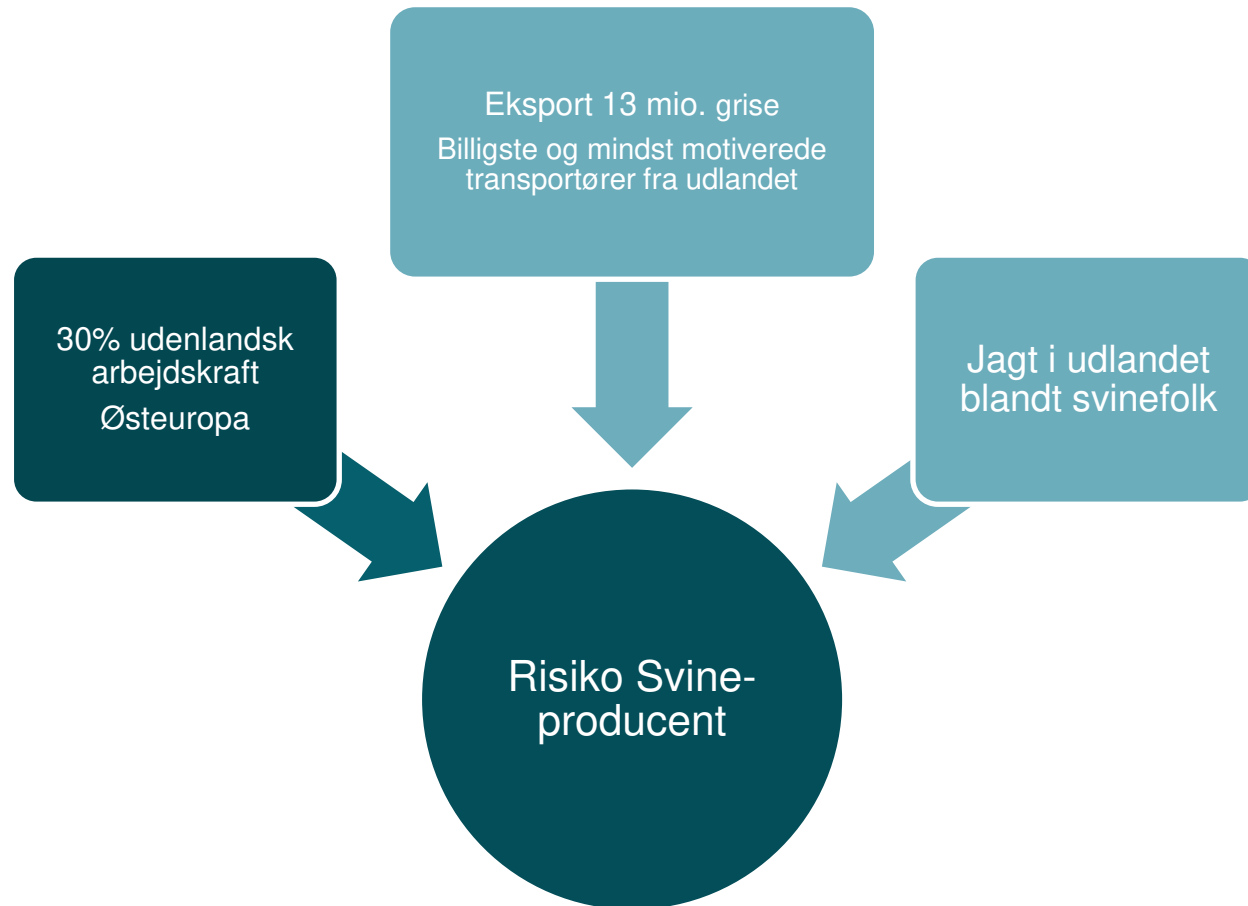 Eksport 13 mio. grise
Billigste og mindst motiverede
transportører fra udlandet
30% udenlandsk
arbejdskraft
Østeuropa
Jagt i udlandet
blandt svinefolk
Risiko Svine-
producent